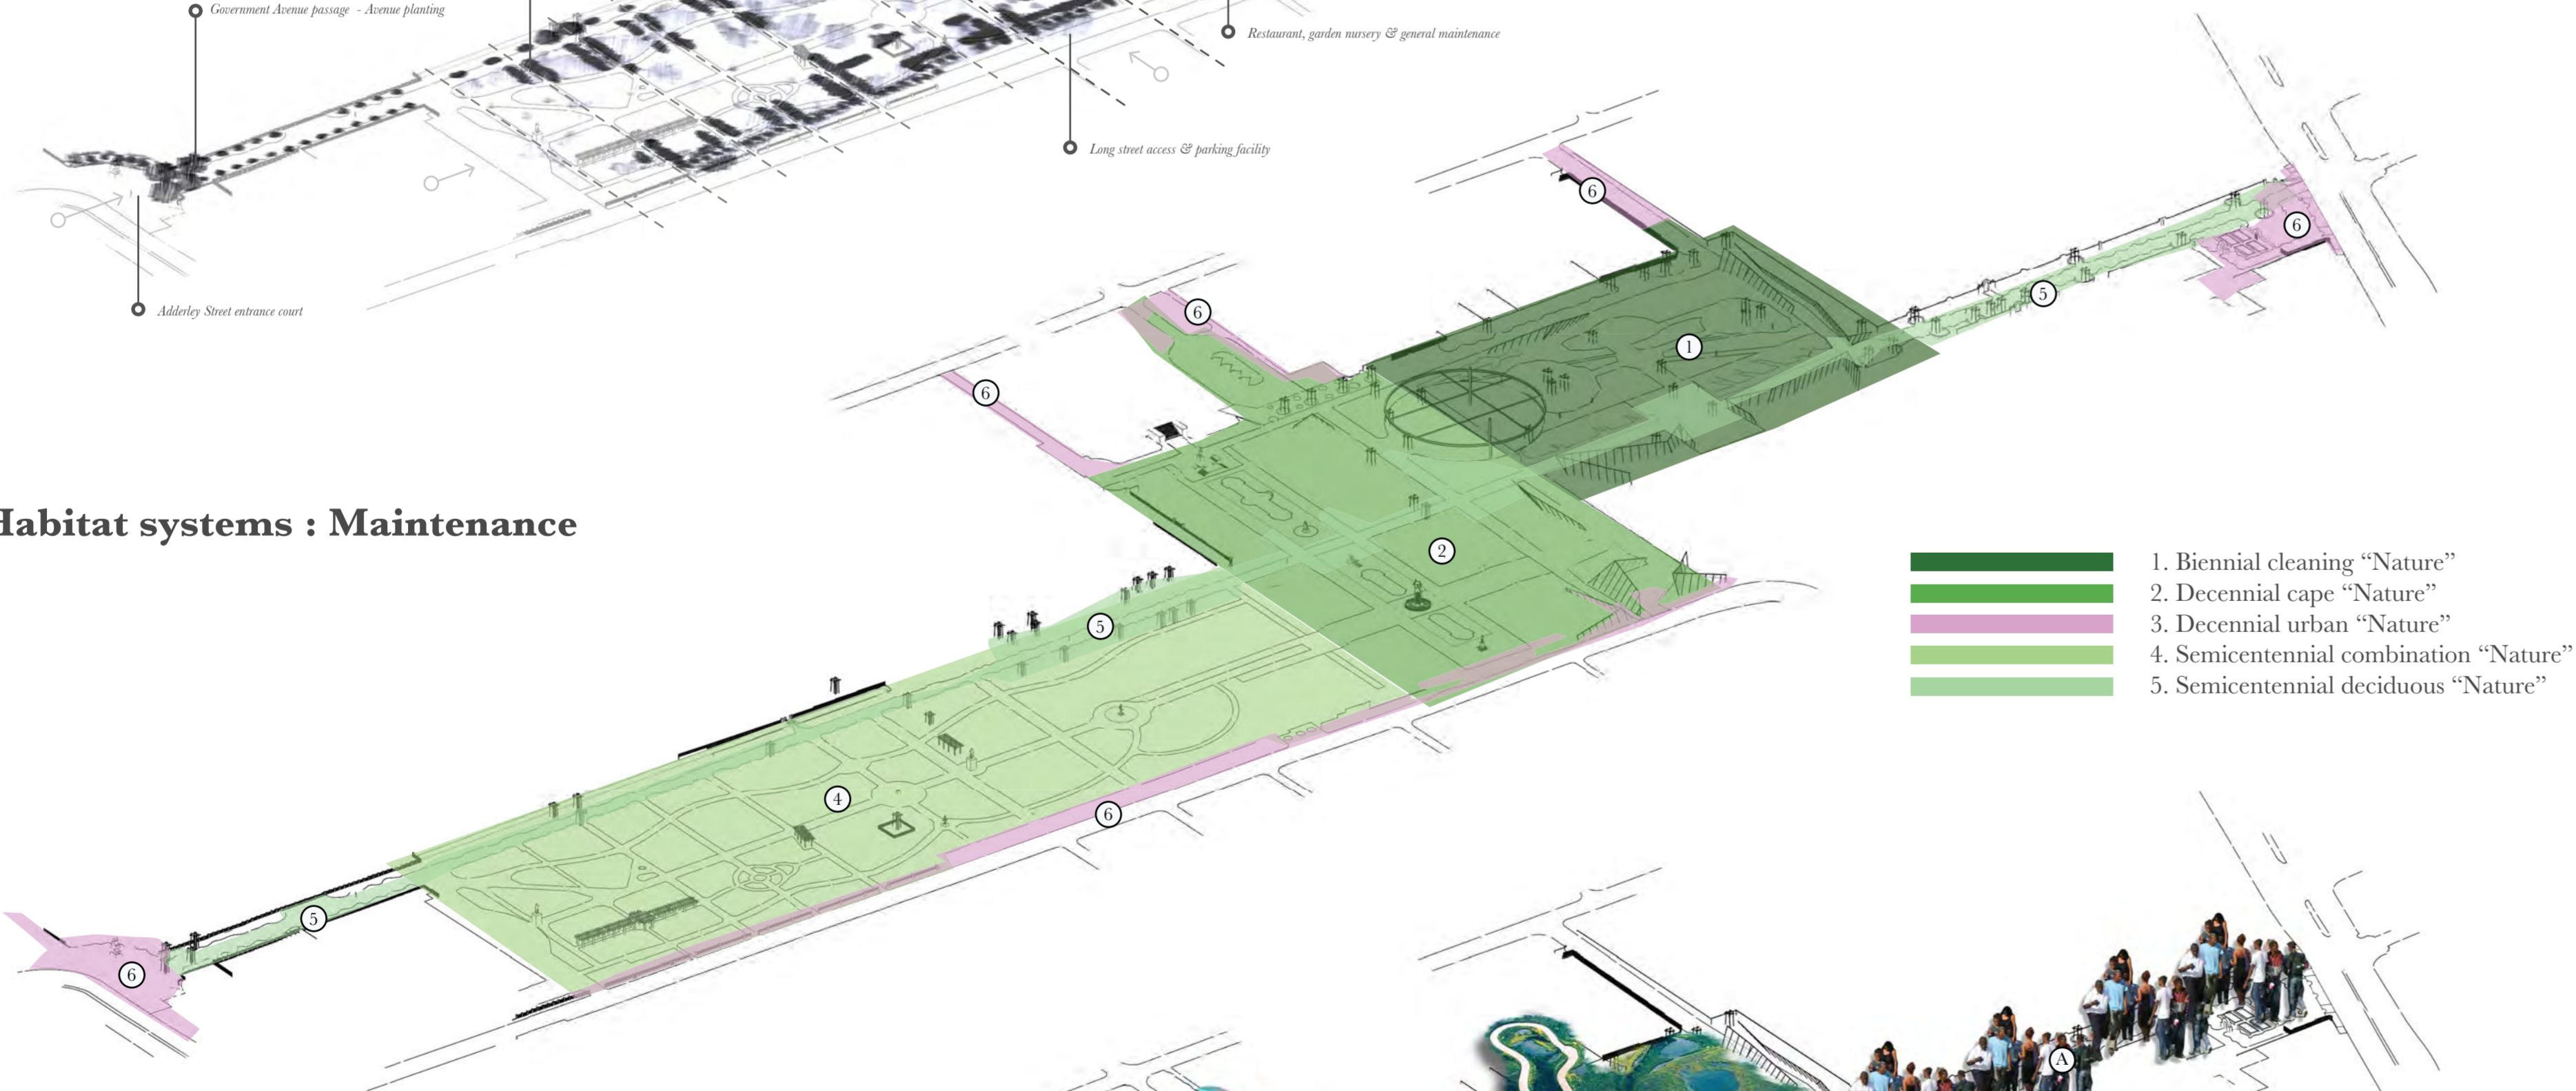 Government Avenue passage - Avenue planting
Restaurant, garden nursery & general maintenance
Long street access & parking facility
Adderley Street entrance court
6
6
6
5
1
6
6
Habitat systems : Maintenance
2
1. Biennial cleaning “Nature”
2. Decennial cape “Nature”
3. Decennial urban “Nature”
4. Semicentennial combination “Nature”
5. Semicentennial deciduous “Nature”
5
4
6
5
6
A